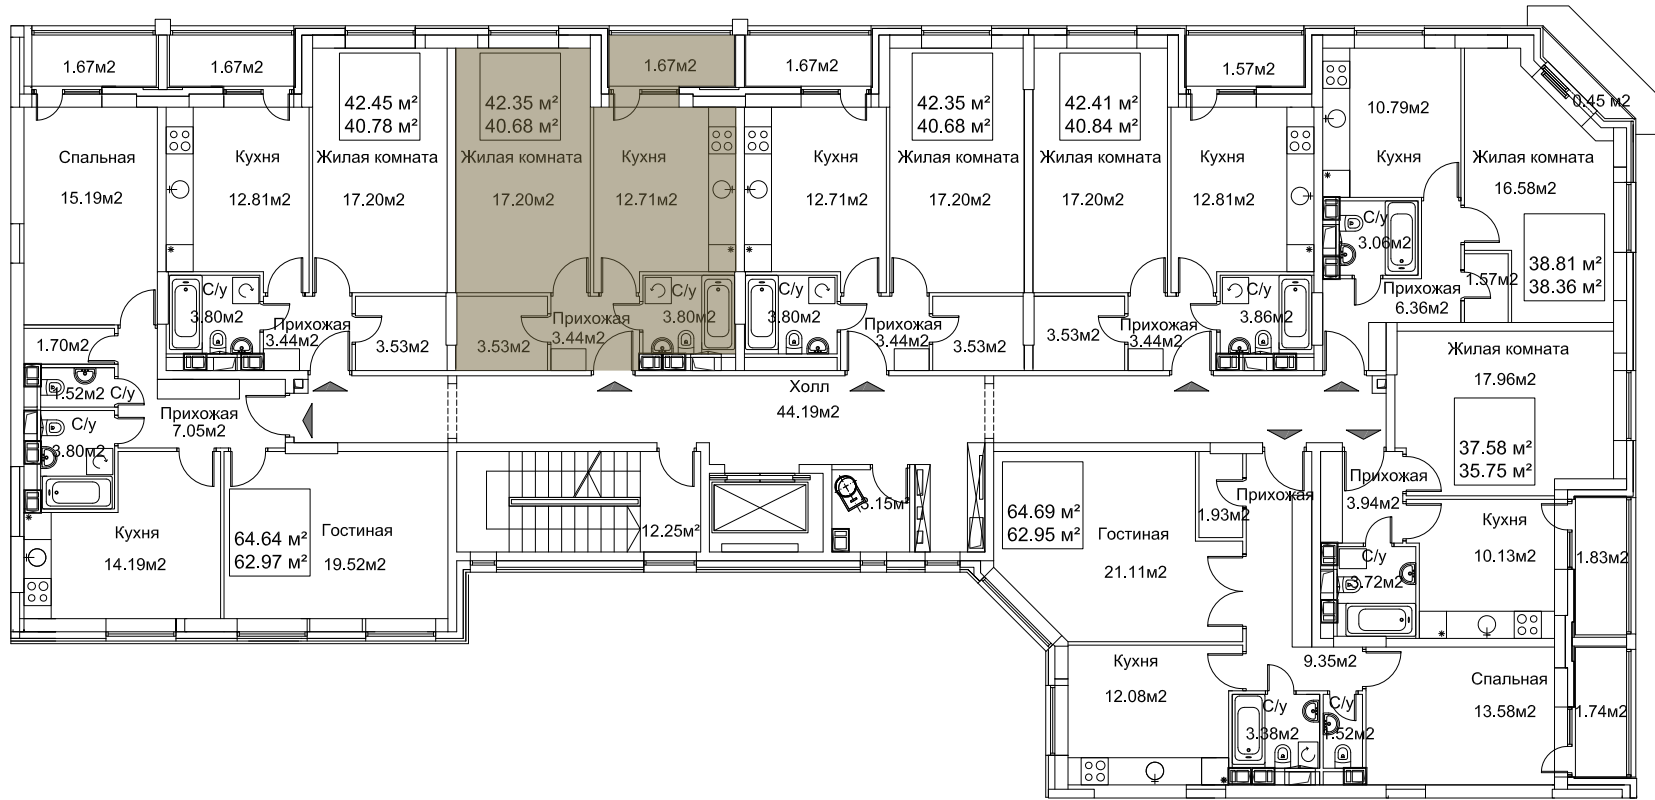 1.67м2
1.67м2
1.67м2
1.67м2
1.57м2
0.45 м2
42.45 м²
40.78 м²
42.35 м²
40.68 м²
42.35 м²
40.68 м²
42.41 м²
40.84 м²
10.79м2
Спальная
15.19м2
Кухня
12.81м2
Жилая комната
17.20м2
Жилая комната
17.20м2
Кухня
12.71м2
Кухня
12.71м2
Жилая комната
17.20м2
Жилая комната
17.20м2
Кухня
12.81м2
Кухня
Жилая комната
16.58м2
С/у
3.06м2
38.81 м²
38.36 м²
1.57м2
Прихожая
6.36м2
С/у
3.80м2
Прихожая
3.44м2
3.53м2
3.53м2
Прихожая
3.44м2
С/у
3.80м2
С/у
3.80м2
Прихожая
3.44м2
3.53м2
3.53м2
Прихожая
3.44м2
С/у
3.86м2
1.70м2
1.52м2
С/у
С/у
3.80м2
Прихожая
7.05м2
Холл
44.19м2
Жилая комната
17.96м2
37.58 м²
35.75 м²
Прихожая
3.94м2
Кухня
14.19м2
64.64 м²
62.97 м²
Гостиная
19.52м2
12.25м²
5.15м²
64.69 м²
62.95 м²
Гостиная
21.11м2
1.93м2
Прихожая
Кухня
10.13м2
1.83м2
С/у
3.72м2
9.35м2
Кухня
12.08м2
С/у
3.38м2
С/у
1.52м2
Спальная
13.58м2
1.74м2